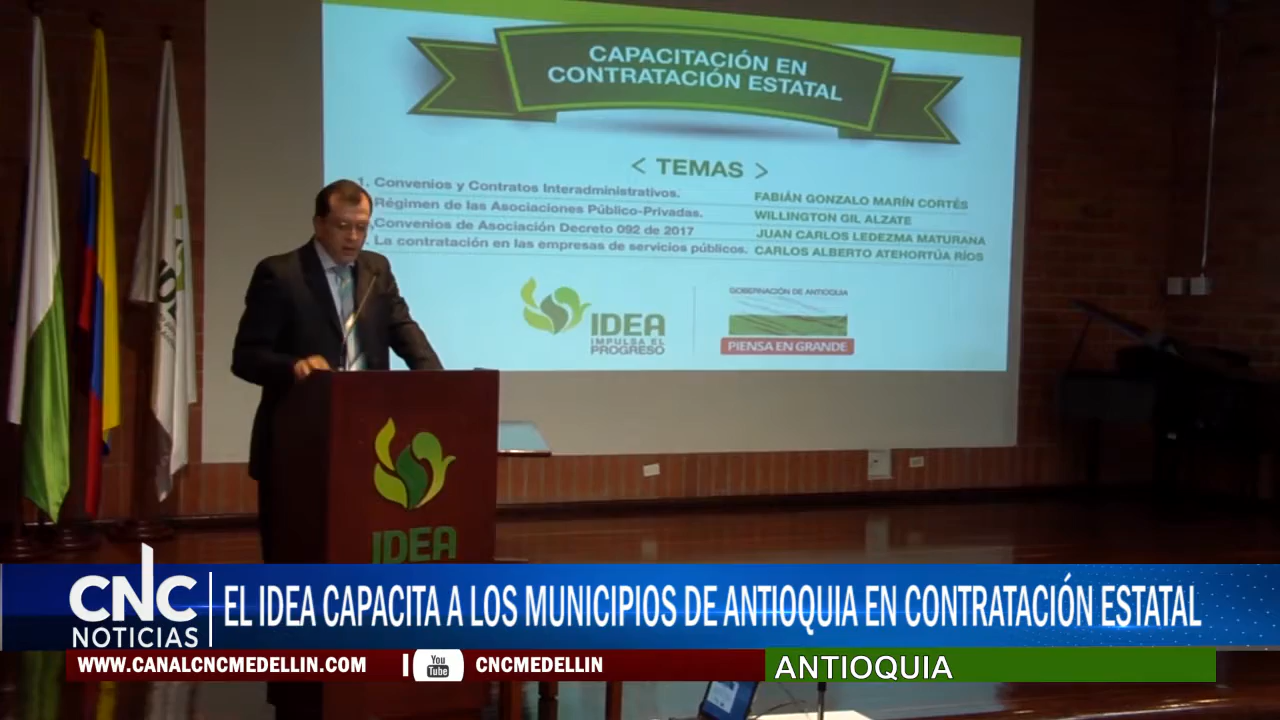 CAPACITACIÓN EN
CONTRATACIÓN ESTATAL
< TEMAS >
1. Convenios y Contratos Interadministrativos. FABIÁN GONZALO MARÍN CORTÉS
Régimen de las Asociaciones Público-Privadas. WILLINGTON GIL ALZATE
Convenios de Asociación Decreto 092 de 2017 JUAN CARLOS LEDEZMA MATURANA
La contratación en las empresas de servicios públicos. CARLOS ALBERTO ATEHORTÚA RÍOS
IDEA
IMPULSA EL
PROGRESO
GOBERNACIÓN DE ANTIOQUIA
PIENSA EN GRANDE
IDEA
CNC
NOTICIAS
EL IDEA CAPACITA A LOS MUNICIPIOS DE ANTIOQUIA EN CONTRATACIÓN ESTATAL
WWW.CANALCNCMEDELLIN.COM | You Tube CNCMEDELLIN
ANTIOQUIA